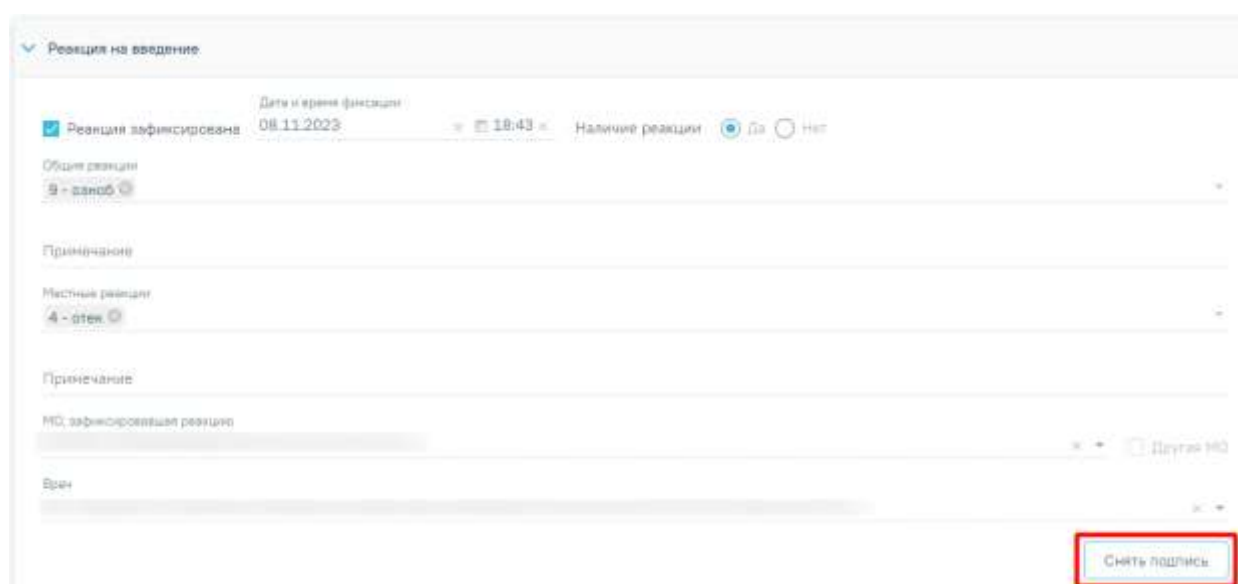 Реакция на введение
Дата и время фиксации
Реакция зафиксирована 08.11.2023 18:43 Наличие реакции Да Нет
Общие реакции
9 - озноб
Примечание
Местные реакции
4 - отек
Примечание
МО, зафиксировавшая реакцию
Другая МО
Врач
Снять подпись